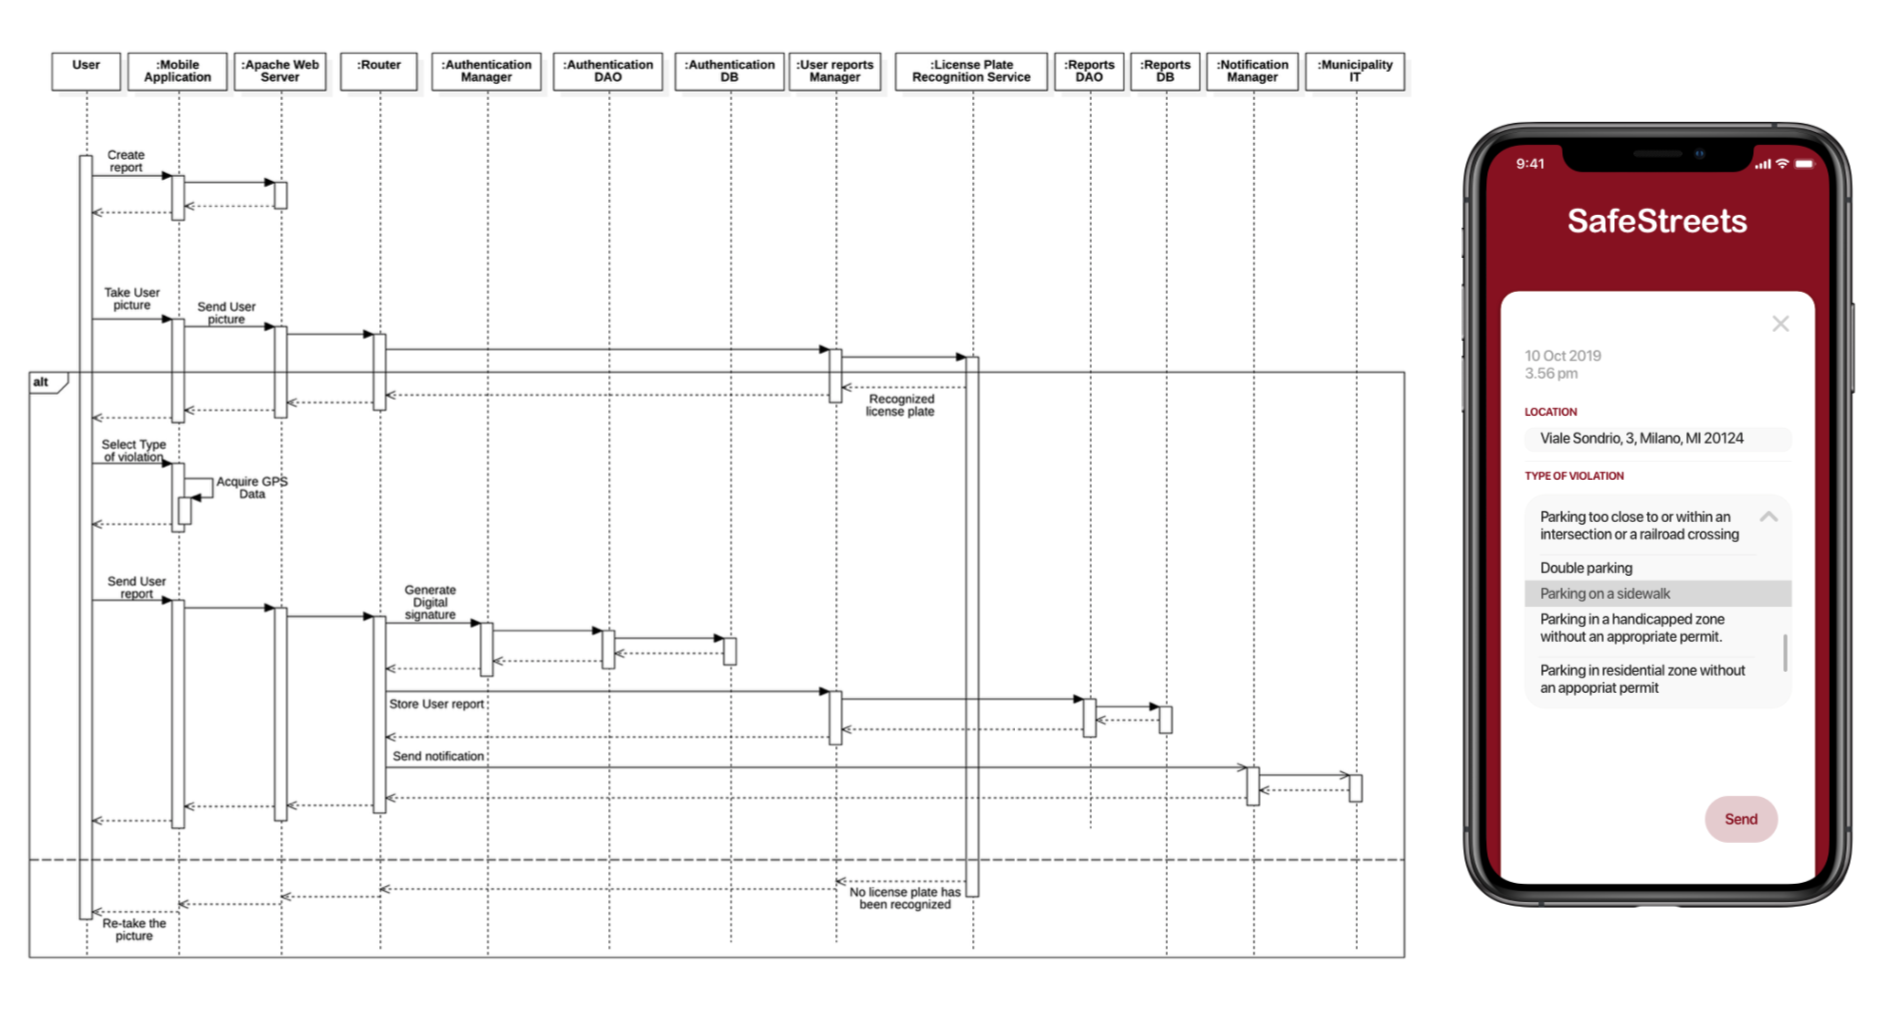 User
:Mobile
Application
:Apache Web
Server
:Router
:Authentication
Manager
:Authentication
DAO
:Authentication
DB
:User reports
Manager
:License Plate
Recognition Service
:Reports
DAO
:Reports
DB
:Notification
Manager
:Municipality
IT
Create
report
Take User
picture
Send User
picture
alt
Recognized
license plate
Select Type
of violation
Acquire GPS
Data
Send User
report
Generate
Digital
signature
Store User report
Send notification
No license plate has
been recognized
Re-take the
picture
9:41
SafeStreets
10 Oct 2019
3.56 pm
LOCATION
Viale Sondrio, 3, Milano, MI 20124
TYPE OF VIOLATION
Parking too close to or within an
intersection or a railroad crossing
Double parking
Parking on a sidewalk
Parking in a handicapped zone
without an appropriate permit.
Parking in residential zone without
an appopriat permit
Send